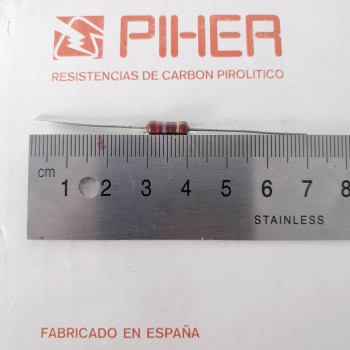 PIHER
RESISTENCIAS DE CARBON PIROLITICO
cm 1 2 3 4 5 6 7 8
STAINLESS
FABRICADO EN ESPAÑA